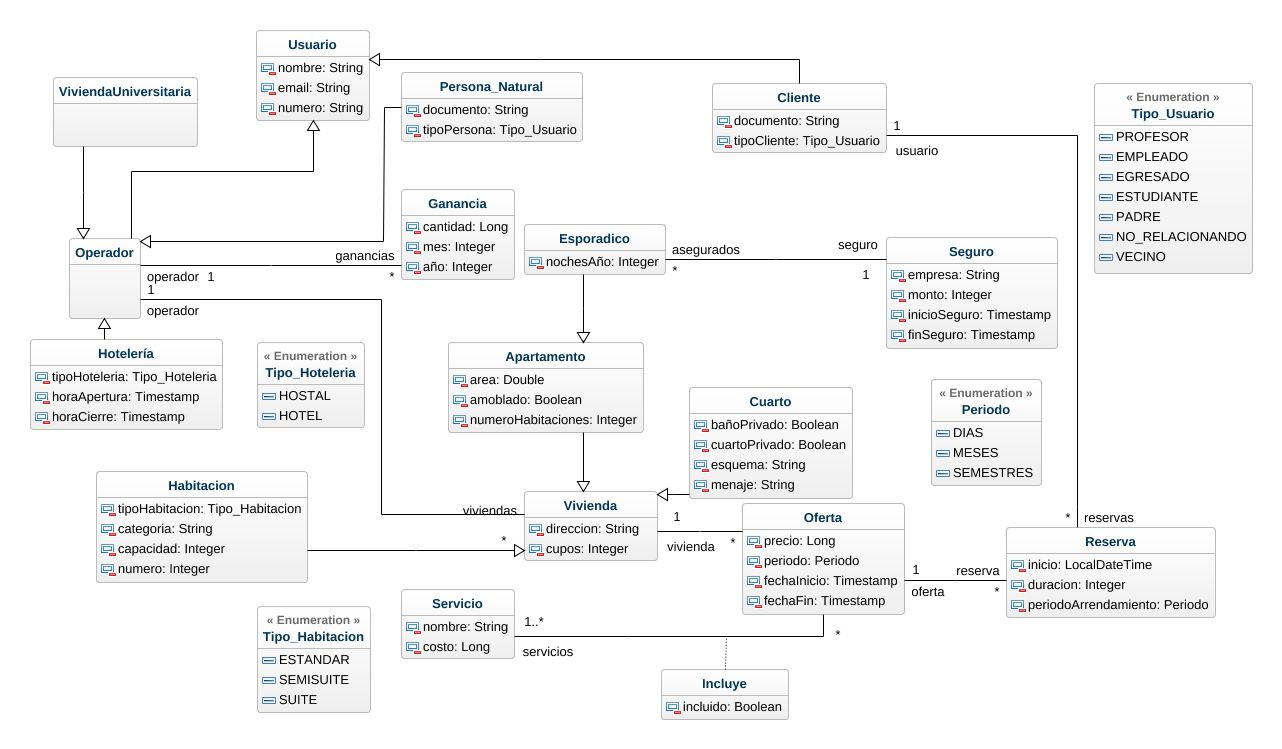 Usuario
nombre: String
email: String
numero: String
ViviendaUniversitaria
Persona_Natural
documento: String
tipoPersona: Tipo_Usuario
Cliente
documento: String
tipoCliente: Tipo_Usuario
1
usuario
« Enumeration »
Tipo_Usuario
PROFESOR
EMPLEADO
EGRESADO
ESTUDIANTE
PADRE
NO_RELACIONANDO
VECINO
Operador
Ganancia
cantidad: Long
mes: Integer
año: Integer
ganancias
*
operador 1
1
operador
Esporadico
nochesAño: Integer
asegurados
*
seguro
1
Seguro
empresa: String
monto: Integer
inicioSeguro: Timestamp
finSeguro: Timestamp
Hotelería
tipoHoteleria: Tipo_Hoteleria
horaApertura: Timestamp
horaCierre: Timestamp
« Enumeration »
Tipo_Hoteleria
HOSTAL
HOTEL
Apartamento
area: Double
amoblado: Boolean
numeroHabitaciones: Integer
Cuarto
bañoPrivado: Boolean
cuartoPrivado: Boolean
esquema: String
menaje: String
« Enumeration »
Periodo
DIAS
MESES
SEMESTRES
Habitacion
tipoHabitacion: Tipo_Habitacion
categoria: String
capacidad: Integer
numero: Integer
viviendas
*
Vivienda
direccion: String
cupos: Integer
1
vivienda
*
Oferta
precio: Long
periodo: Periodo
fechaInicio: Timestamp
fechaFin: Timestamp
1
oferta
reserva
*
* reservas
Reserva
inicio: LocalDateTime
duracion: Integer
periodoArrendamiento: Periodo
Servicio
nombre: String
costo: Long
1..*
servicios
*
« Enumeration »
Tipo_Habitacion
ESTANDAR
SEMISUITE
SUITE
Incluye
incluido: Boolean